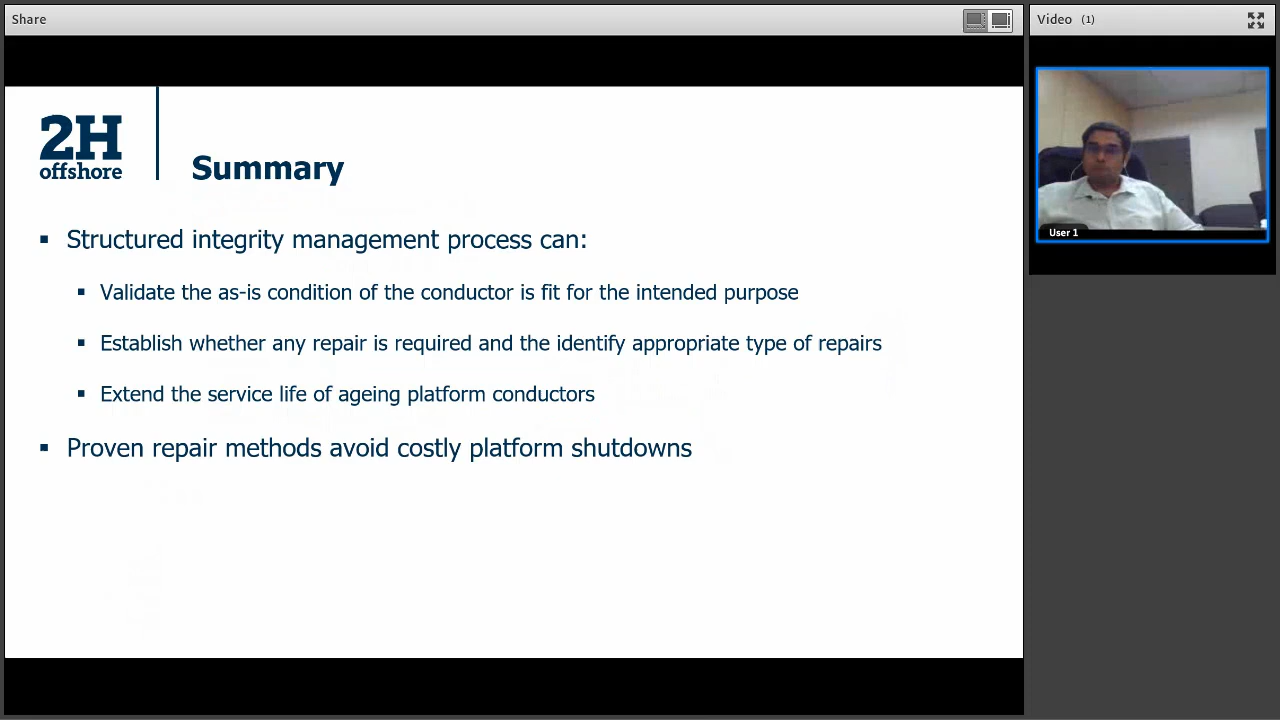 Share
Video (1)
2H
offshore
Summary
Structured integrity management process can:
Validate the as-is condition of the conductor is fit for the intended purpose
Establish whether any repair is required and the identify appropriate type of repairs
Extend the service life of ageing platform conductors
Proven repair methods avoid costly platform shutdowns
User 1